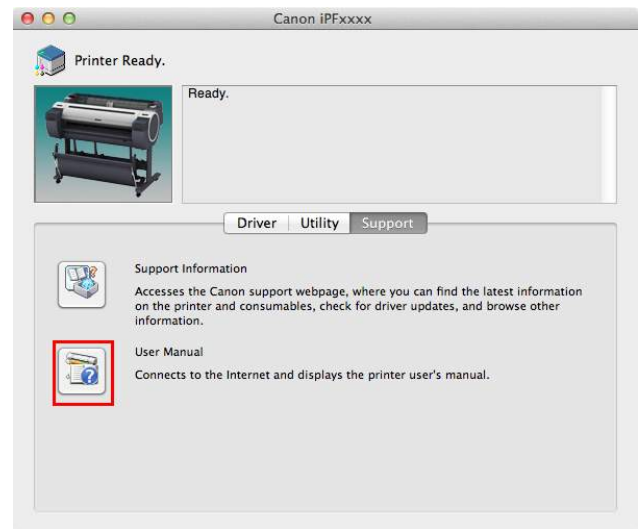 Canon iPFxxxx
Printer Ready.
Ready.
Driver Utility Support
Support Information
Accesses the Canon support webpage, where you can find the latest information
on the printer and consumables, check for driver updates, and browse other
information.
User Manual
Connects to the Internet and displays the printer user's manual.